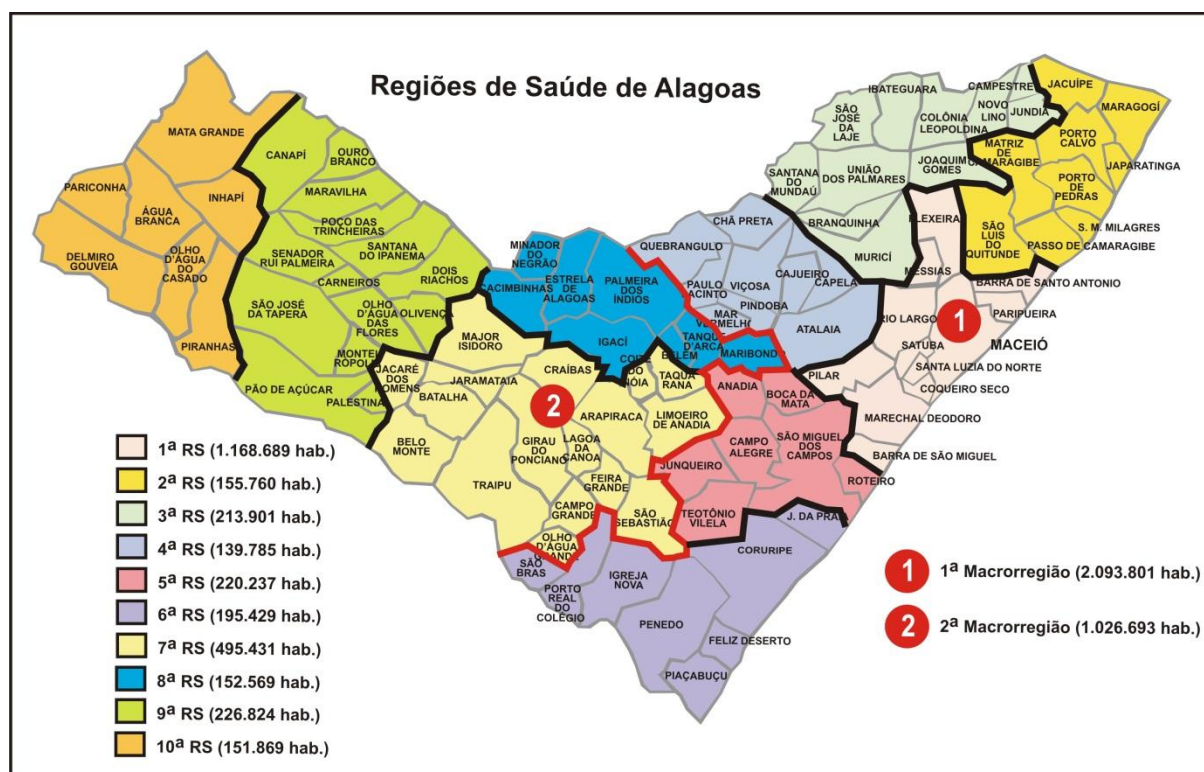 Regiões de Saúde de Alagoas
MATA GRANDE
PARICONHA
ÁGUA
BRANCA
INHAPÍ
DELMIRO
GOUVEIA
OLHO
D'ÁGUA
DO
CASADO
PIRANHAS
CANAPÍ
OURO
BRANCO
MARAVILHA
POÇO DAS
TRINCHEIRAS
SANTANA
DO IPANEMA
SENADOR
RUI PALMEIRA
CARNEIROS
DOIS
RIACHOS
SÃO JOSÉ
DA TAPERA
OLHO
D'ÁGUA
DAS
FLORES
OLIVENÇA
PÃO DE AÇÚCAR
PALESTINA
MINADOR
DO
NEGRÃO
CACIMBINHAS
ESTRELA
DE
ALAGOAS
PALMEIRA
DOS
ÍNDIOS
IGACÍ
TANQUE
D'ARCA
BELÉM
MARIBONDO
MAJOR
ISIDORO
JACARÉ
DOS
HOMENS
BATALHA
JARAMATAIA
CRAÍBAS
TAQUA
RANA
BELO
MONTE
GIRAU
DO
PONCIANO
ARAPIRACA
LAGOA
DA
CANOA
LIMOEIRO
DE ANADIA
TRAIPU
FEIRA
GRANDE
CAMPO
GRANDE
SÃO
SEBASTIÃO
OLHO
D'ÁGUA
GRANDE
QUEBRANGULO
CHÃ PRETA
PAULO
JACINTO
VIÇOSA
CAJUEIRO
CAPELA
PINDOBA
MAR
VERMELHO
ATALAIA
SÃO
JOSÉ
DA
LAJE
IBATEGUARA
CAMPESTRE
COLÔNIA
LEOPOLDINA
NOVO
LINO
JUNDIÁ
SANTANA
DO
MUNDAÚ
UNIÃO
DOS PALMARES
JOAQUIM
GOMES
BRANQUINHA
MURICÍ
JACUÍPE
MARAGOGÍ
PORTO
CALVO
MATRIZ
DE
CAMARAGIBE
JAPARATINGA
PORTO
DE
PEDRAS
SÃO
LUIS
DO
QUITUNDE
S. M. MILAGRES
PASSO DE CAMARAGIBE
FLEXEIRA
MESSIAS
BARRA DE SANTO ANTONIO
RIO LARGO
PARIPUEIRA
MACEIÓ
SATUBA
SANTA LUZIA DO NORTE
COQUEIRO SECO
PILAR
MARECHAL DEODORO
BARRA DE SÃO MIGUEL
ANADIA
BOCA DA
MATA
CAMPO
ALEGRE
SÃO MIGUEL
DOS
CAMPOS
JUNQUEIRO
ROTEIRO
TEOTÔNIO
VILELA
J. DA PRAIA
CORURIPE
SÃO
BRAS
PORTO
REAL
DO
COLÉGIO
IGREJA
NOVA
PENEDO
FELIZ DESERTO
PIAÇABUÇU
1
2
1ª RS (1.168.689 hab.)
2ª RS (155.760 hab.)
3ª RS (213.901 hab.)
4ª RS (139.785 hab.)
5ª RS (220.237 hab.)
6ª RS (195.429 hab.)
7ª RS (495.431 hab.)
8ª RS (152.569 hab.)
9ª RS (226.824 hab.)
10ª RS (151.869 hab.)
1 1ª Macrorregião (2.093.801 hab.)
2 2ª Macrorregião (1.026.693 hab.)